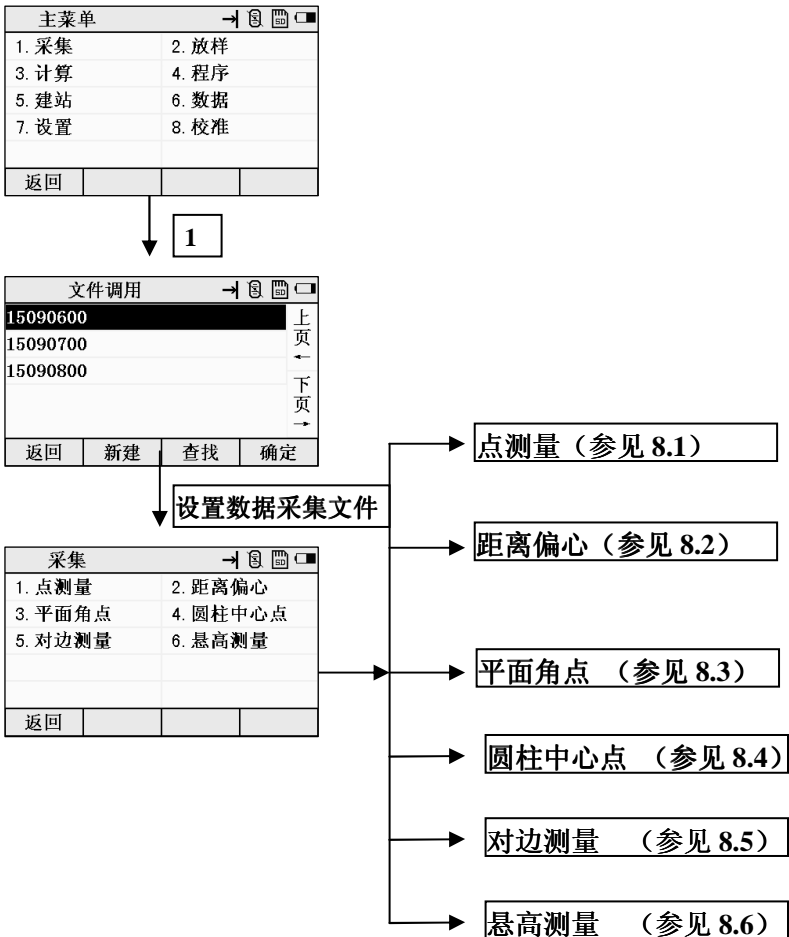 主菜单
1. 采集 2. 放样
3. 计算 4. 程序
5. 建站 6. 数据
7. 设置 8. 校准
返回
1
文件调用
15090600
15090700
15090800
上页←
下页→
返回 新建 查找 确定
设置数据采集文件
采集
1. 点测量 2. 距离偏心
3. 平面角点 4. 圆柱中心点
5. 对边测量 6. 悬高测量
返回
点测量（参见 8.1）
距离偏心（参见 8.2）
平面角点 （参见 8.3）
圆柱中心点 （参见 8.4）
对边测量 （参见 8.5）
悬高测量 （参见 8.6）